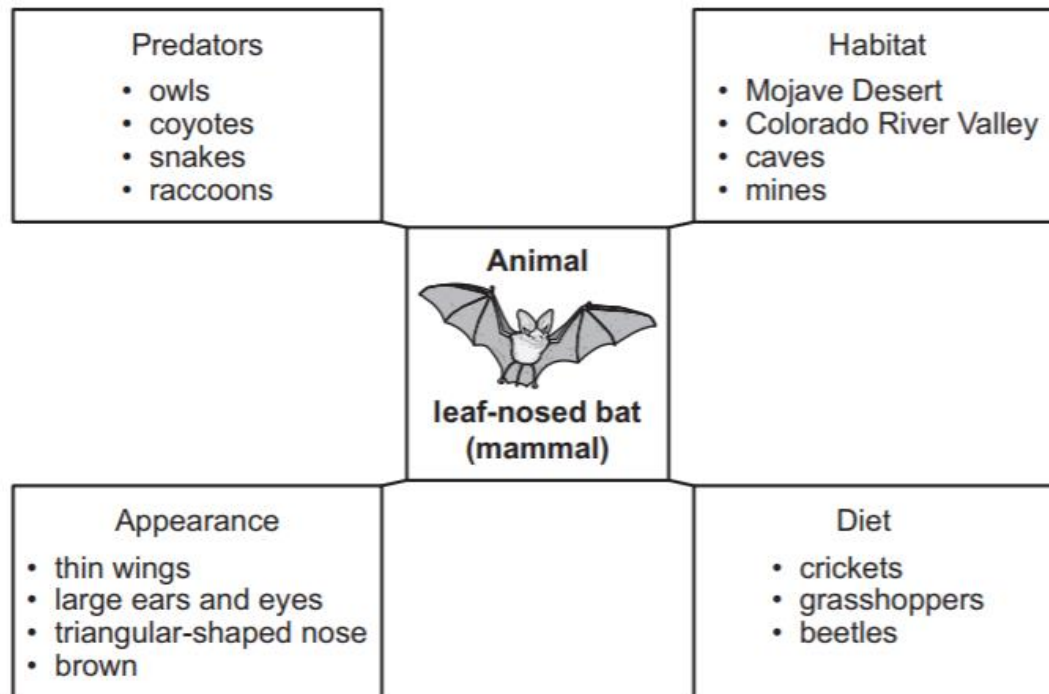 Predators
• owls
• coyotes
• snakes
• raccoons
Habitat
• Mojave Desert
• Colorado River Valley
• caves
• mines
Animal
leaf-nosed bat
(mammal)
Appearance
• thin wings
• large ears and eyes
• triangular-shaped nose
• brown
Diet
• crickets
• grasshoppers
• beetles